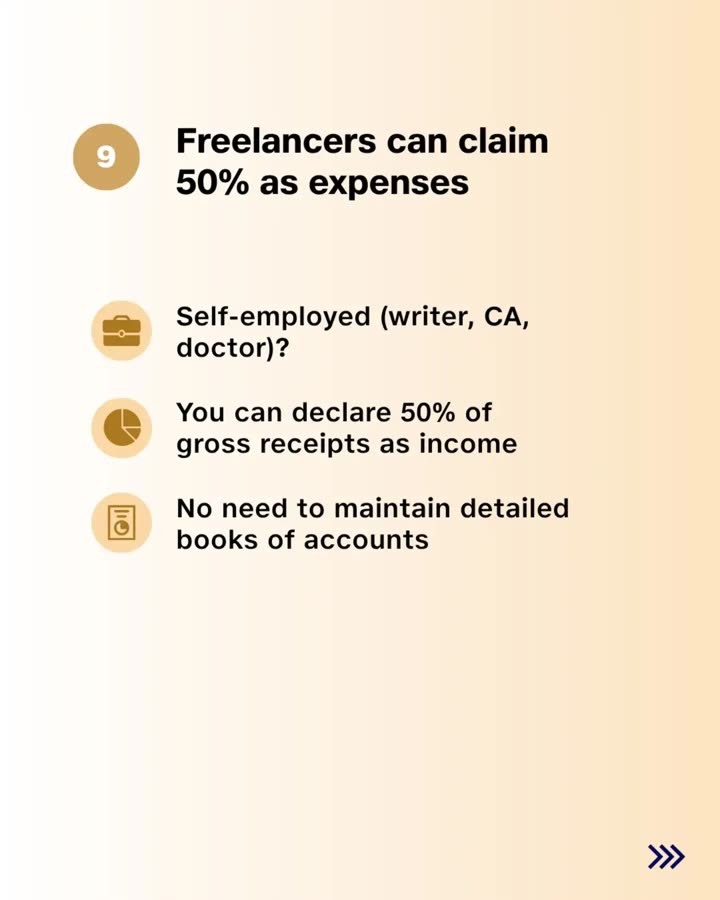 9
Freelancers can claim
50% as expenses
Self-employed (writer, CA,
doctor)?
You can declare 50% of
gross receipts as income
No need to maintain detailed
books of accounts